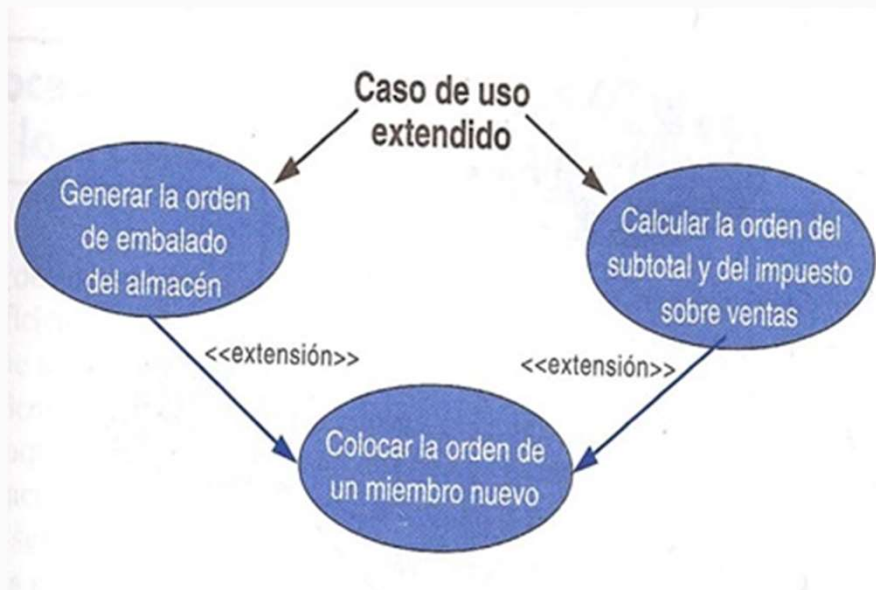 Caso de uso
extendido
Generar la orden
de embalado
del almacén
Calcular la orden del
subtotal y del impuesto
sobre ventas
<<extensión>>
<<extensión>>
Colocar la orden de
un miembro nuevo